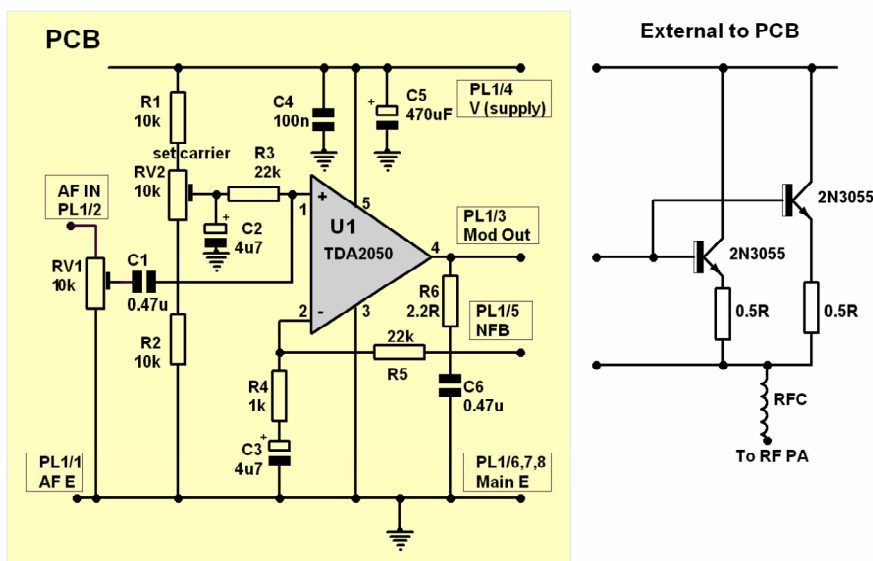 PCB
External to PCB
R1
10k
C4
100n
+
C5
470uF
PL1/4
V (supply)
set carrier
RV2
10k
R3
22k
AF IN
PL1/2
+
C2
4u7
+
1
5
U1
TDA2050
4
PL1/3
Mod Out
2N3055
2N3055
RV1
10k
C1
0.47u
2
-
3
R6
2.2R
PL1/5
NFB
0.5R
0.5R
R2
10k
22k
R5
R4
1k
C6
0.47u
RFC
+
C3
4u7
To RF PA
PL1/1
AF E
PL1/6,7,8
Main E